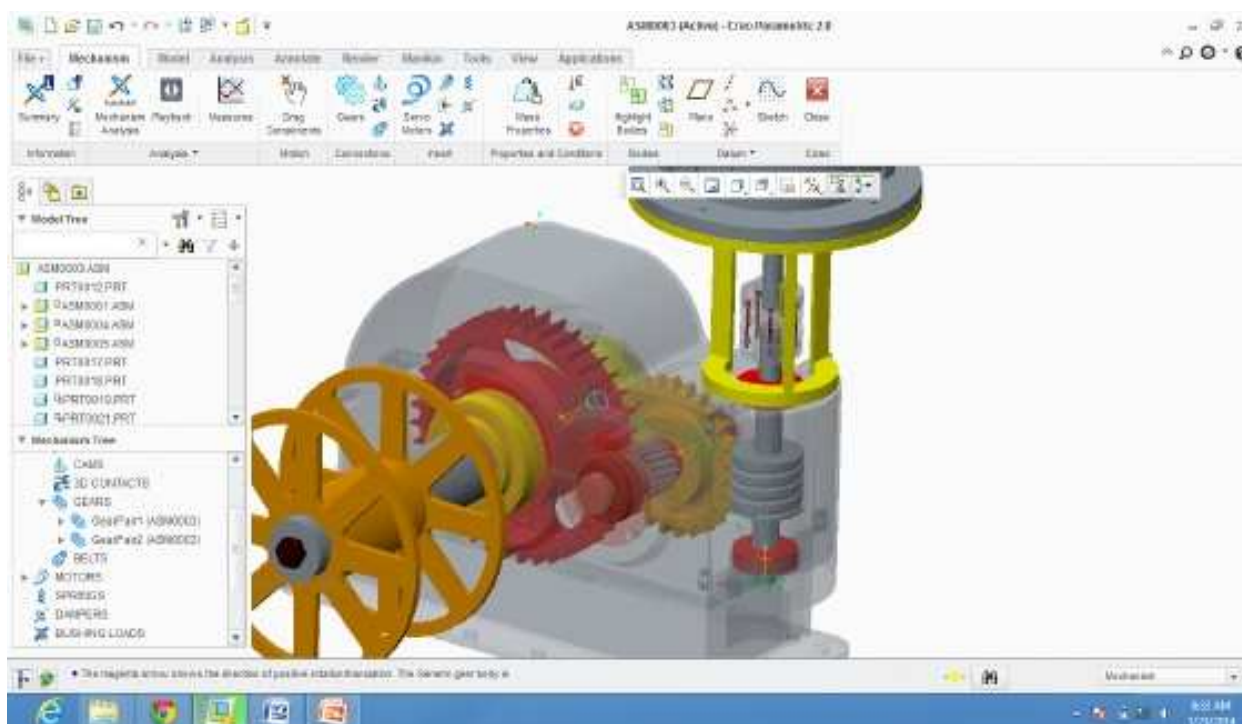 ASM0003 (Active) - Creo Parametric 2.0
File Mechanism Model Analysis Annotate Render Manikin Tools View Applications
Summary Mechanism Analysis Playback Measures Drag Components Gears Servo Motors Mass Properties Highlight Bodies Plane Sketch Close
Information Analysis Motion Connections Insert Properties and Conditions Bodies Datum Close
Model Tree
ASM0003.ASM
PRT0012.PRT
ASM0001.ASM
ASM0004.ASM
ASM0005.ASM
PRT0017.PRT
PRT0018.PRT
PRT0019.PRT
PRT0021.PRT
Mechanism Tree
CAMS
3D CONTACTS
GEARS
GearPair1 (ASM0003)
GearPair2 (ASM0003)
BELTS
MOTORS
SPRINGS
DAMPERS
BUSHING LOADS
• The magenta arrow shows the direction of positive rotation/translation. The Generic gear body is
Mechanism